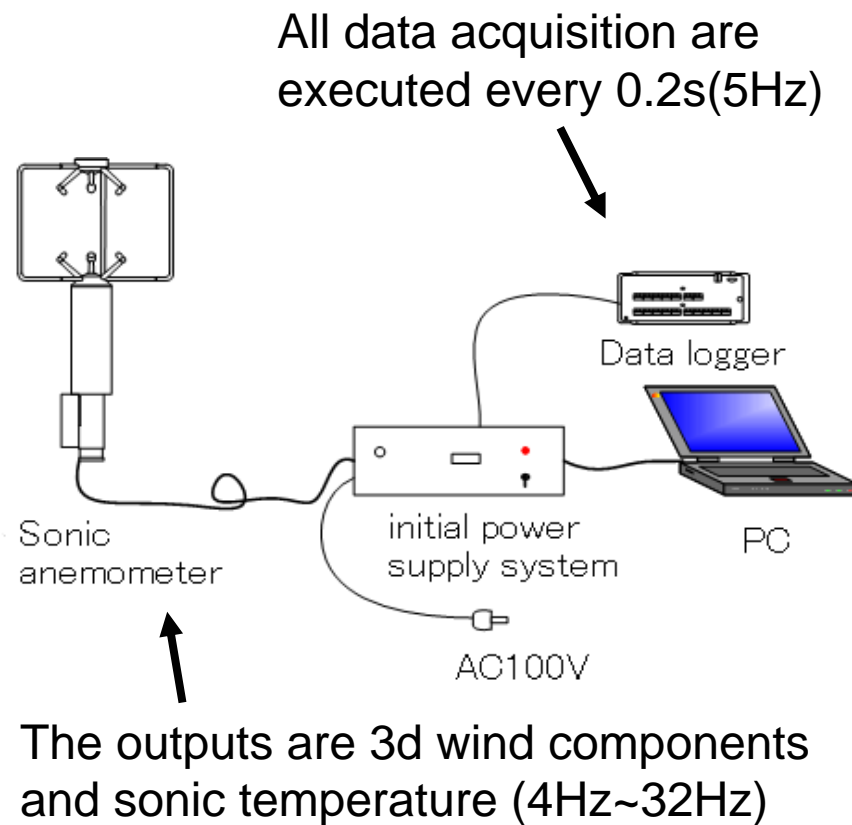 All data acquisition are
executed every 0.2s(5Hz)
Data logger
Sonic
anemometer
initial power
supply system
PC
AC100V
The outputs are 3d wind components
and sonic temperature (4Hz~32Hz)